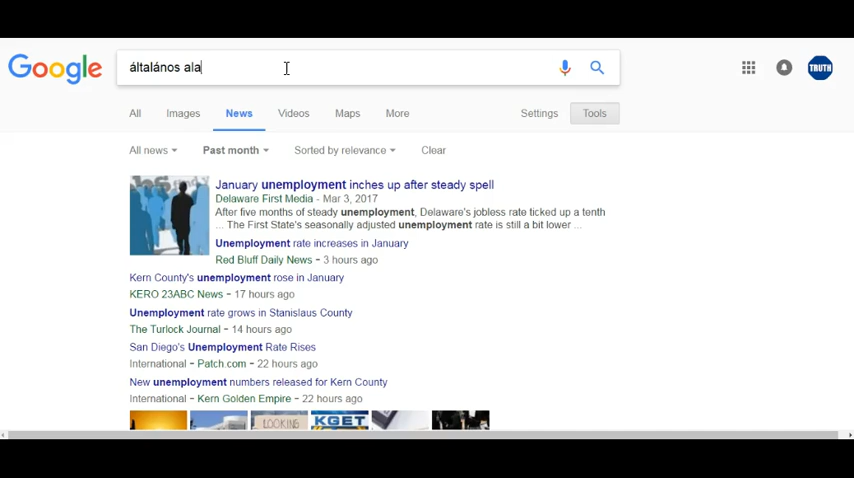 Google
általános ala
TRUTH
All Images News Videos Maps More Settings Tools
All news Past month Sorted by relevance Clear
January unemployment inches up after steady spell
Delaware First Media - Mar 3, 2017
After five months of steady unemployment, Delaware's jobless rate ticked up a tenth
... The First State's seasonally adjusted unemployment rate is still a bit lower ...
Unemployment rate increases in January
Red Bluff Daily News - 3 hours ago
Kern County's unemployment rose in January
KERO 23ABC News - 17 hours ago
Unemployment rate grows in Stanislaus County
The Turlock Journal - 14 hours ago
San Diego's Unemployment Rate Rises
International - Patch.com - 22 hours ago
New unemployment numbers released for Kern County
International - Kern Golden Empire - 22 hours ago
LOOKING KGET